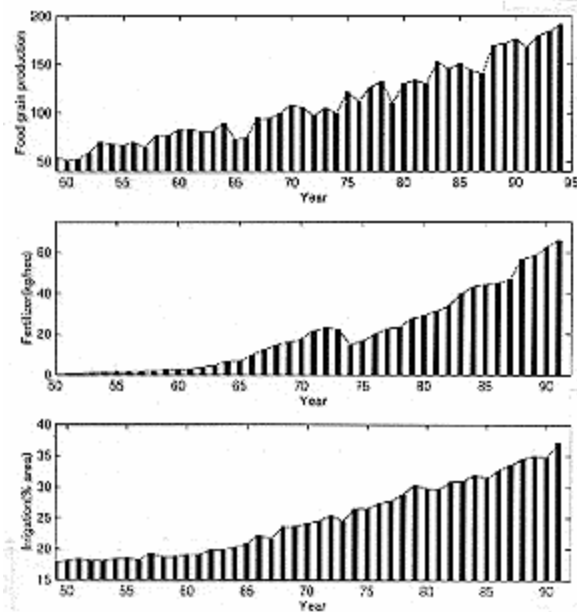 200
150
100
50
Food grain production
50 55 60 65 70 75 80 85 90 95
Year
60
40
20
0
Fertilizer(kg/hec)
50 55 60 65 70 75 80 85 90
Year
40
35
30
25
20
15
Irrigation(% area)
50 55 60 65 70 75 80 85 90
Year